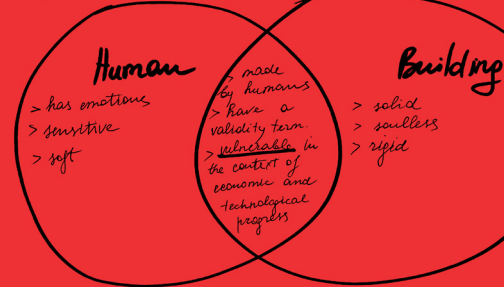 Human
> has emotions
> sensitive
> soft
> made
by humans
> have a
validity term.
> vulnerable in
the context of
economic and
technological
progress
Building
> solid
> soulless
> rigid